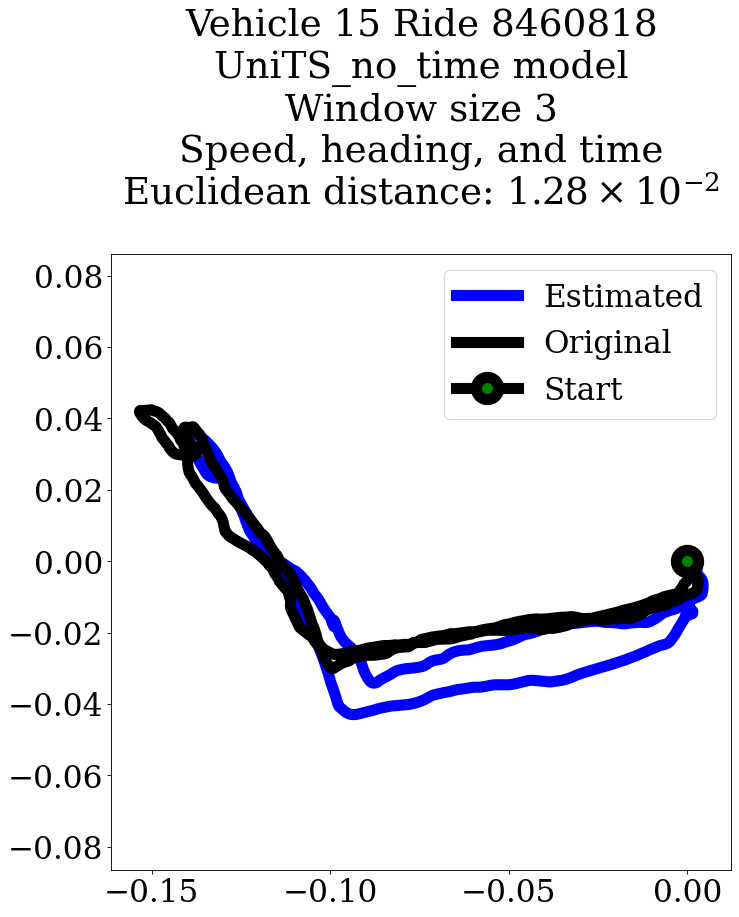 Vehicle 15 Ride 8460818
UniTS_no_time model
Window size 3
Speed, heading, and time
Euclidean distance: 1.28 × 10⁻²
Estimated
Original
Start
0.08
0.06
0.04
0.02
0.00
−0.02
−0.04
−0.06
−0.08
−0.15 −0.10 −0.05 0.00